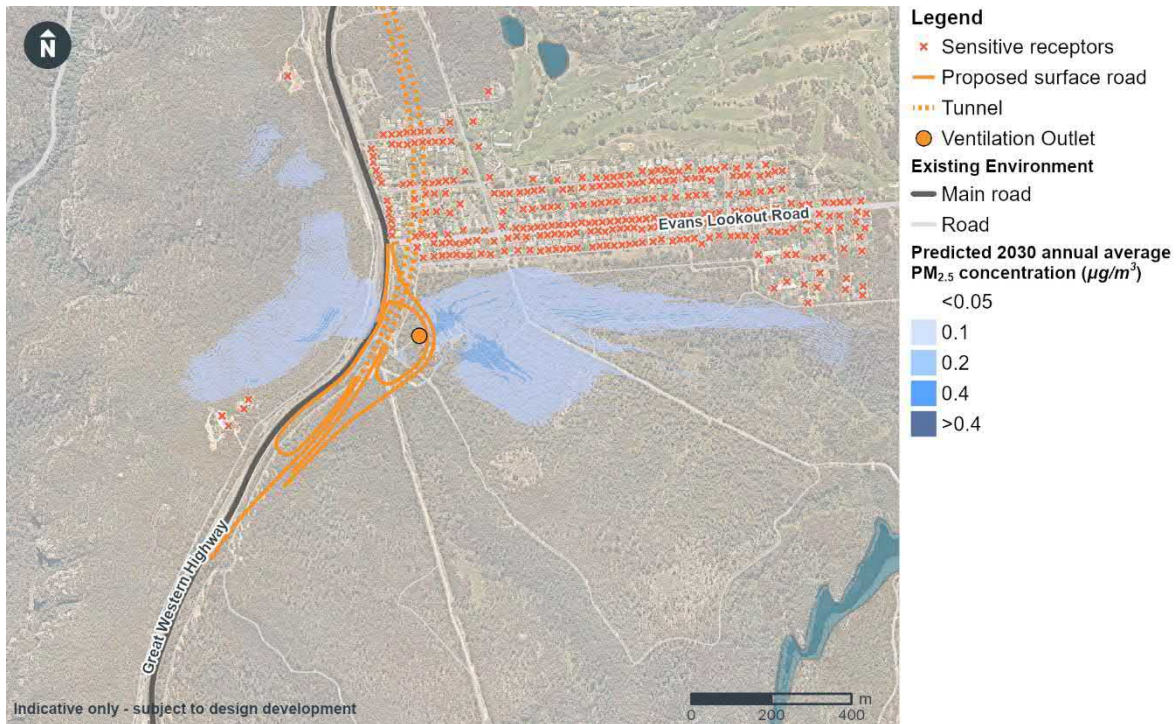 N
Evans Lookout Road
Great Western Highway
Indicative only - subject to design development
m
0 200 400
Legend
Sensitive receptors
Proposed surface road
Tunnel
Ventilation Outlet
Existing Environment
Main road
Road
Predicted 2030 annual average
PM2.5 concentration (µg/m³)
<0.05
0.1
0.2
0.4
>0.4